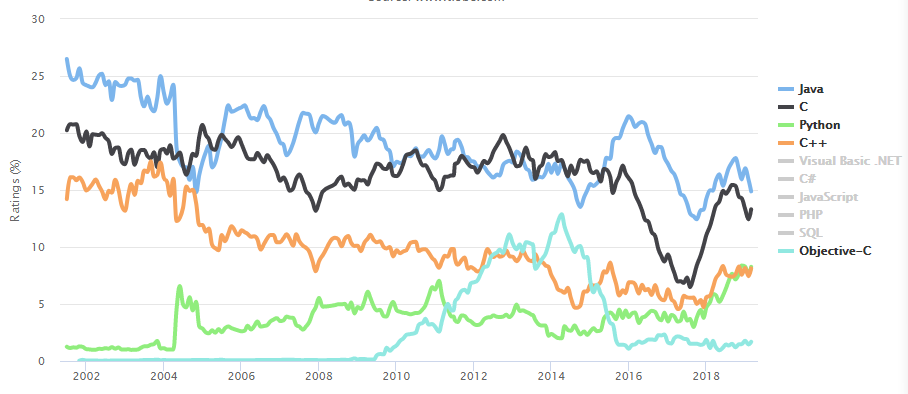 30
25
20
15
10
5
0
Ratings (%)
2002 2004 2006 2008 2010 2012 2014 2016 2018
Java
C
Python
C++
Visual Basic .NET
C#
JavaScript
PHP
SQL
Objective-C